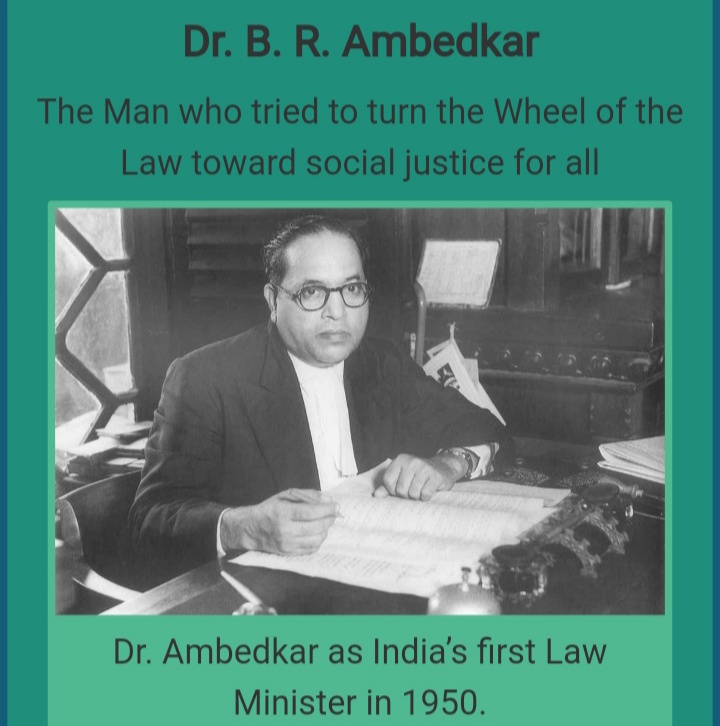 Dr. B. R. Ambedkar
The Man who tried to turn the Wheel of the
Law toward social justice for all
Dr. Ambedkar as India’s first Law
Minister in 1950.